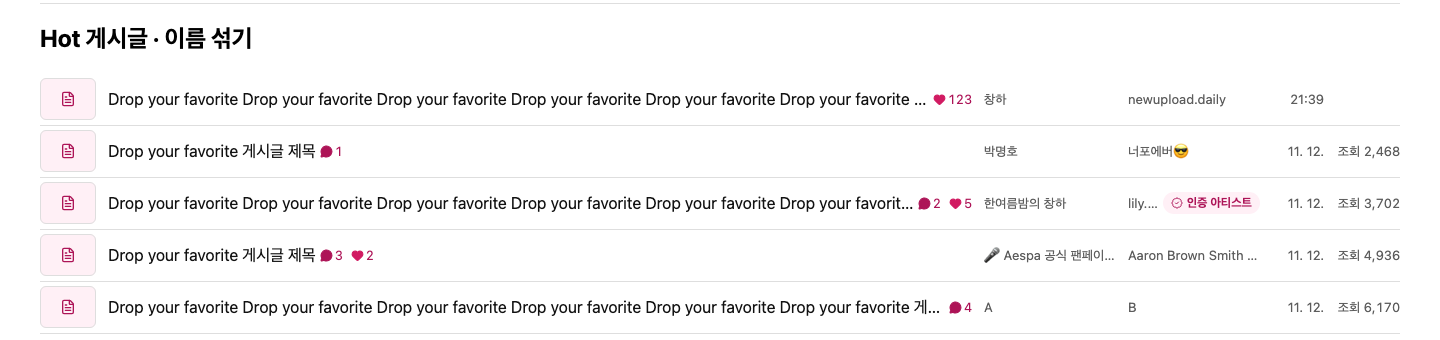 Hot 게시글 · 이름 섞기
Drop your favorite Drop your favorite Drop your favorite Drop your favorite Drop your favorite Drop your favorite ... 123 창하 newupload.daily 21:39
Drop your favorite 게시글 제목 1 박명호 너포에버😎 11. 12. 조회 2,468
Drop your favorite Drop your favorite Drop your favorite Drop your favorite Drop your favorite Drop your favorit... 2 5 한여름밤의 창하 lily.... 인증 아티스트 11. 12. 조회 3,702
Drop your favorite 게시글 제목 3 2 🎤 Aespa 공식 팬페이... Aaron Brown Smith ... 11. 12. 조회 4,936
Drop your favorite Drop your favorite Drop your favorite Drop your favorite Drop your favorite Drop your favorite 게... 4 A B 11. 12. 조회 6,170